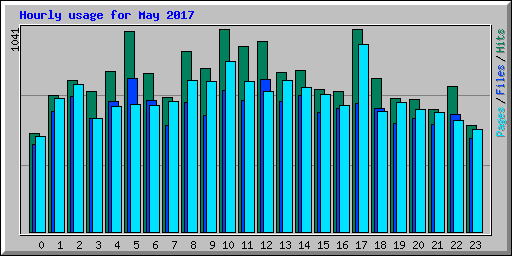 Hourly usage for May 2017
1041
Pages/Files/Hits
0 1 2 3 4 5 6 7 8 9 10 11 12 13 14 15 16 17 18 19 20 21 22 23